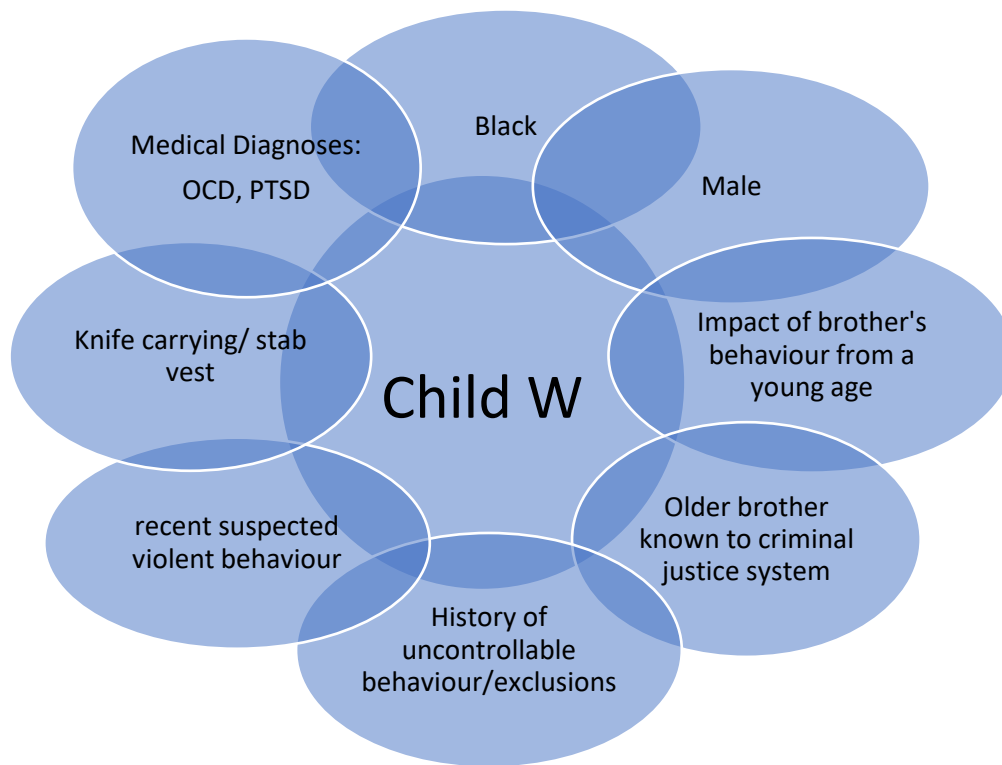 Black
Male
Impact of brother's
behaviour from a
young age
Older brother
known to criminal
justice system
History of
uncontrollable
behaviour/exclusions
recent suspected
violent behaviour
Knife carrying/ stab
vest
Medical Diagnoses:
OCD, PTSD
Child W